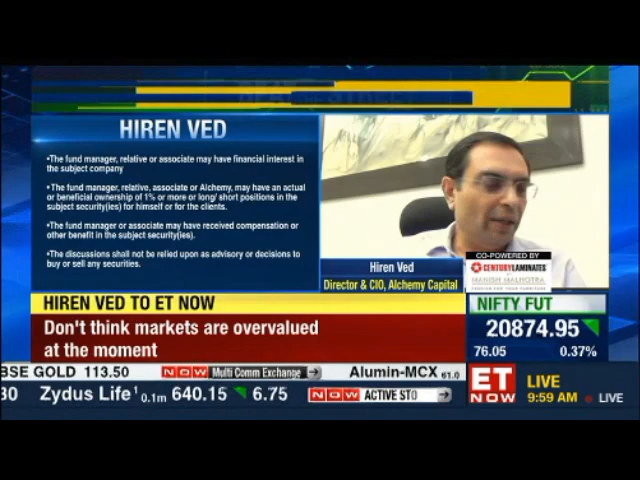 HIREN VED
•The fund manager, relative or associate may have financial interest in
the subject company
•The fund manager, relative, associate or Alchemy, may have an actual
or beneficial ownership of 1% or more or long/ short positions in the
subject security(ies) for himself or for the clients.
•The fund manager or associate may have received compensation or
other benefit in the subject security(ies).
•The discussions shall not be relied upon as advisory or decisions to
buy or sell any securities.
Hiren Ved
Director & CIO, Alchemy Capital
CO-POWERED BY
CENTURYLAMINATES
MANISH MALHOTRA
HIREN VED TO ET NOW
Don't think markets are overvalued
at the moment
NIFTY FUT
20874.95
76.05 0.37%
BSE GOLD 113.50 NOW Multi Comm Exchange Alumin-MCX 61.0
30 Zydus Life¹ 0.1m 640.15 6.75 NOW ACTIVE STO
ET
NOW
LIVE
9:59 AM LIVE